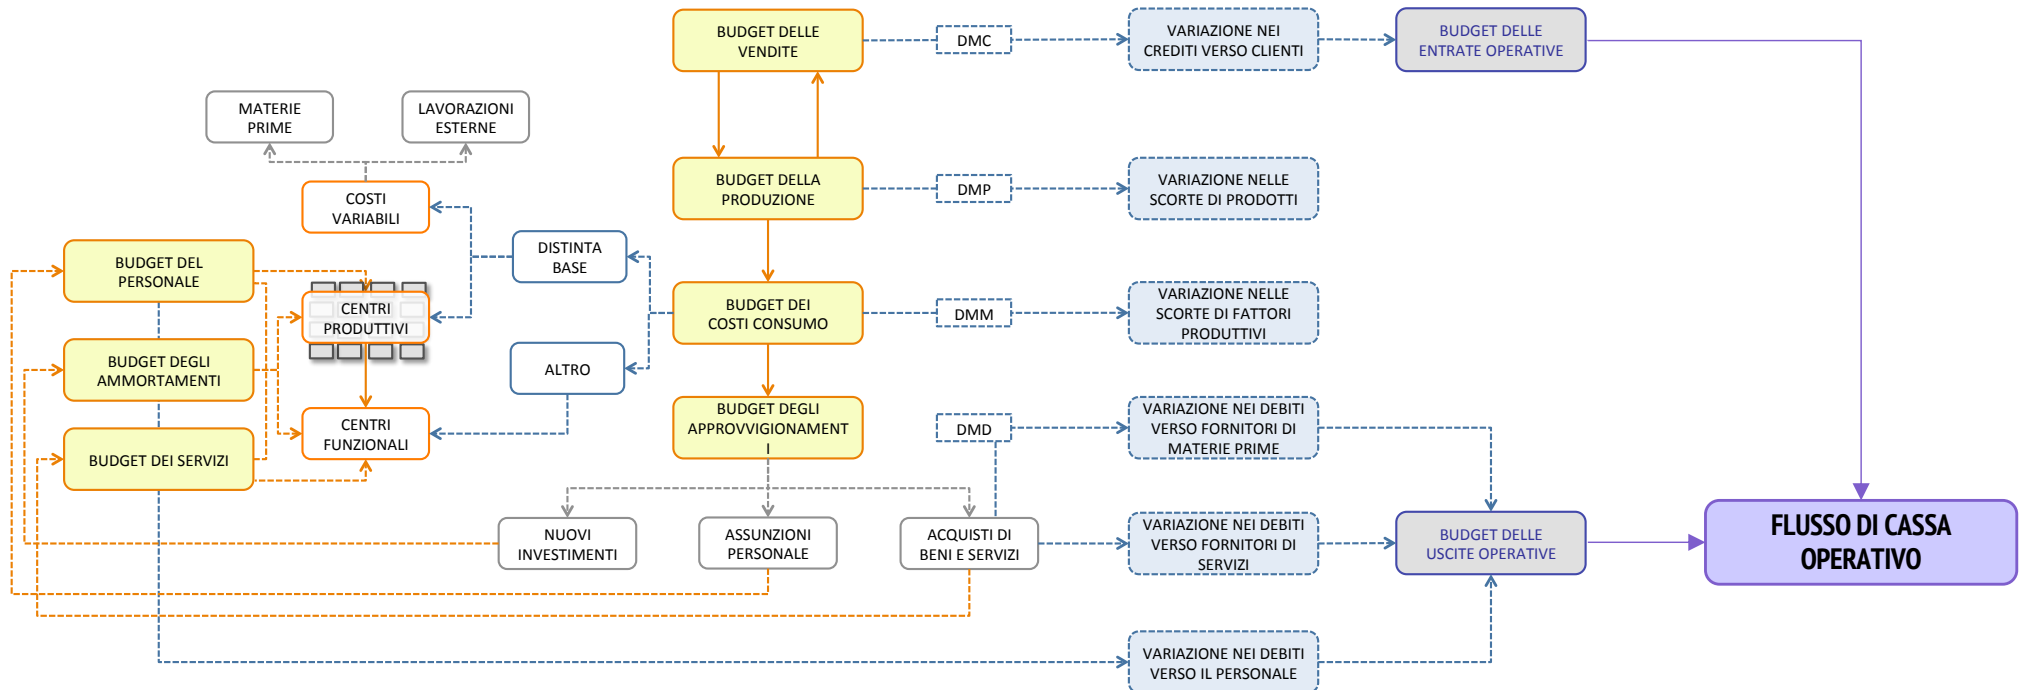 BUDGET DELLE
VENDITE
DMC
VARIAZIONE NEI
CREDITI VERSO CLIENTI
BUDGET DELLE
ENTRATE OPERATIVE
MATERIE
PRIME
LAVORAZIONI
ESTERNE
COSTI
VARIABILI
BUDGET DELLA
PRODUZIONE
DMP
VARIAZIONE NELLE
SCORTE DI PRODOTTI
BUDGET DEL
PERSONALE
DISTINTA
BASE
CENTRI
PRODUTTIVI
BUDGET DEI
COSTI CONSUMO
DMM
VARIAZIONE NELLE
SCORTE DI FATTORI
PRODUTTIVI
BUDGET DEGLI
AMMORTAMENTI
ALTRO
CENTRI
FUNZIONALI
BUDGET DEGLI
APPROVVIGIONAMENT
I
DMD
VARIAZIONE NEI DEBITI
VERSO FORNITORI DI
MATERIE PRIME
BUDGET DEI SERVIZI
NUOVI
INVESTIMENTI
ASSUNZIONI
PERSONALE
ACQUISTI DI
BENI E SERVIZI
VARIAZIONE NEI DEBITI
VERSO FORNITORI DI
SERVIZI
BUDGET DELLE
USCITE OPERATIVE
FLUSSO DI CASSA
OPERATIVO
VARIAZIONE NEI DEBITI
VERSO IL PERSONALE